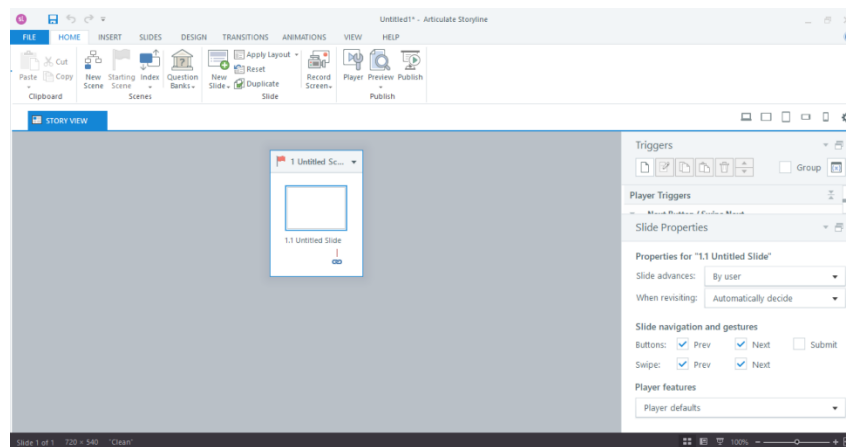 Untitled1* - Articulate Storyline
FILE HOME INSERT SLIDES DESIGN TRANSITIONS ANIMATIONS VIEW HELP
Paste Cut Copy
Clipboard
New Scene Starting Scene Index Question Banks
Scenes
New Slide Apply Layout Reset Duplicate Record Screen
Slide
Player Preview Publish
Publish
STORY VIEW
1 Untitled Sc...
1.1 Untitled Slide
Triggers
Group
Player Triggers
Slide Properties
Properties for "1.1 Untitled Slide"
Slide advances: By user
When revisiting: Automatically decide
Slide navigation and gestures
Buttons: Prev Next Submit
Swipe: Prev Next
Player features
Player defaults
Slide 1 of 1 720 × 540 "Clean" 100%